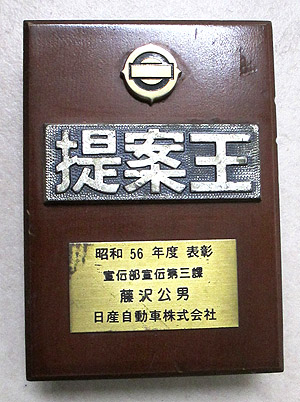 提案王
昭和 56 年度 表彰
宣伝部宣伝第三課
藤沢公男
日産自動車株式会社